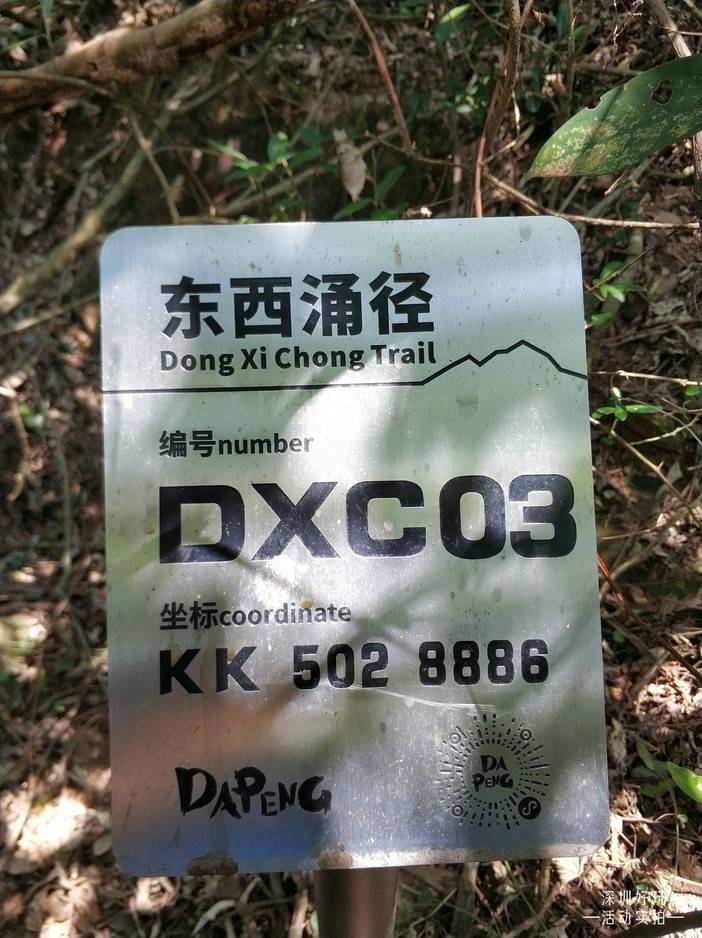 东西涌径
Dong Xi Chong Trail
编号number
DXC03
坐标coordinate
KK 502 8886
DAPENG
DA
PENG
深圳好玩
活动实拍